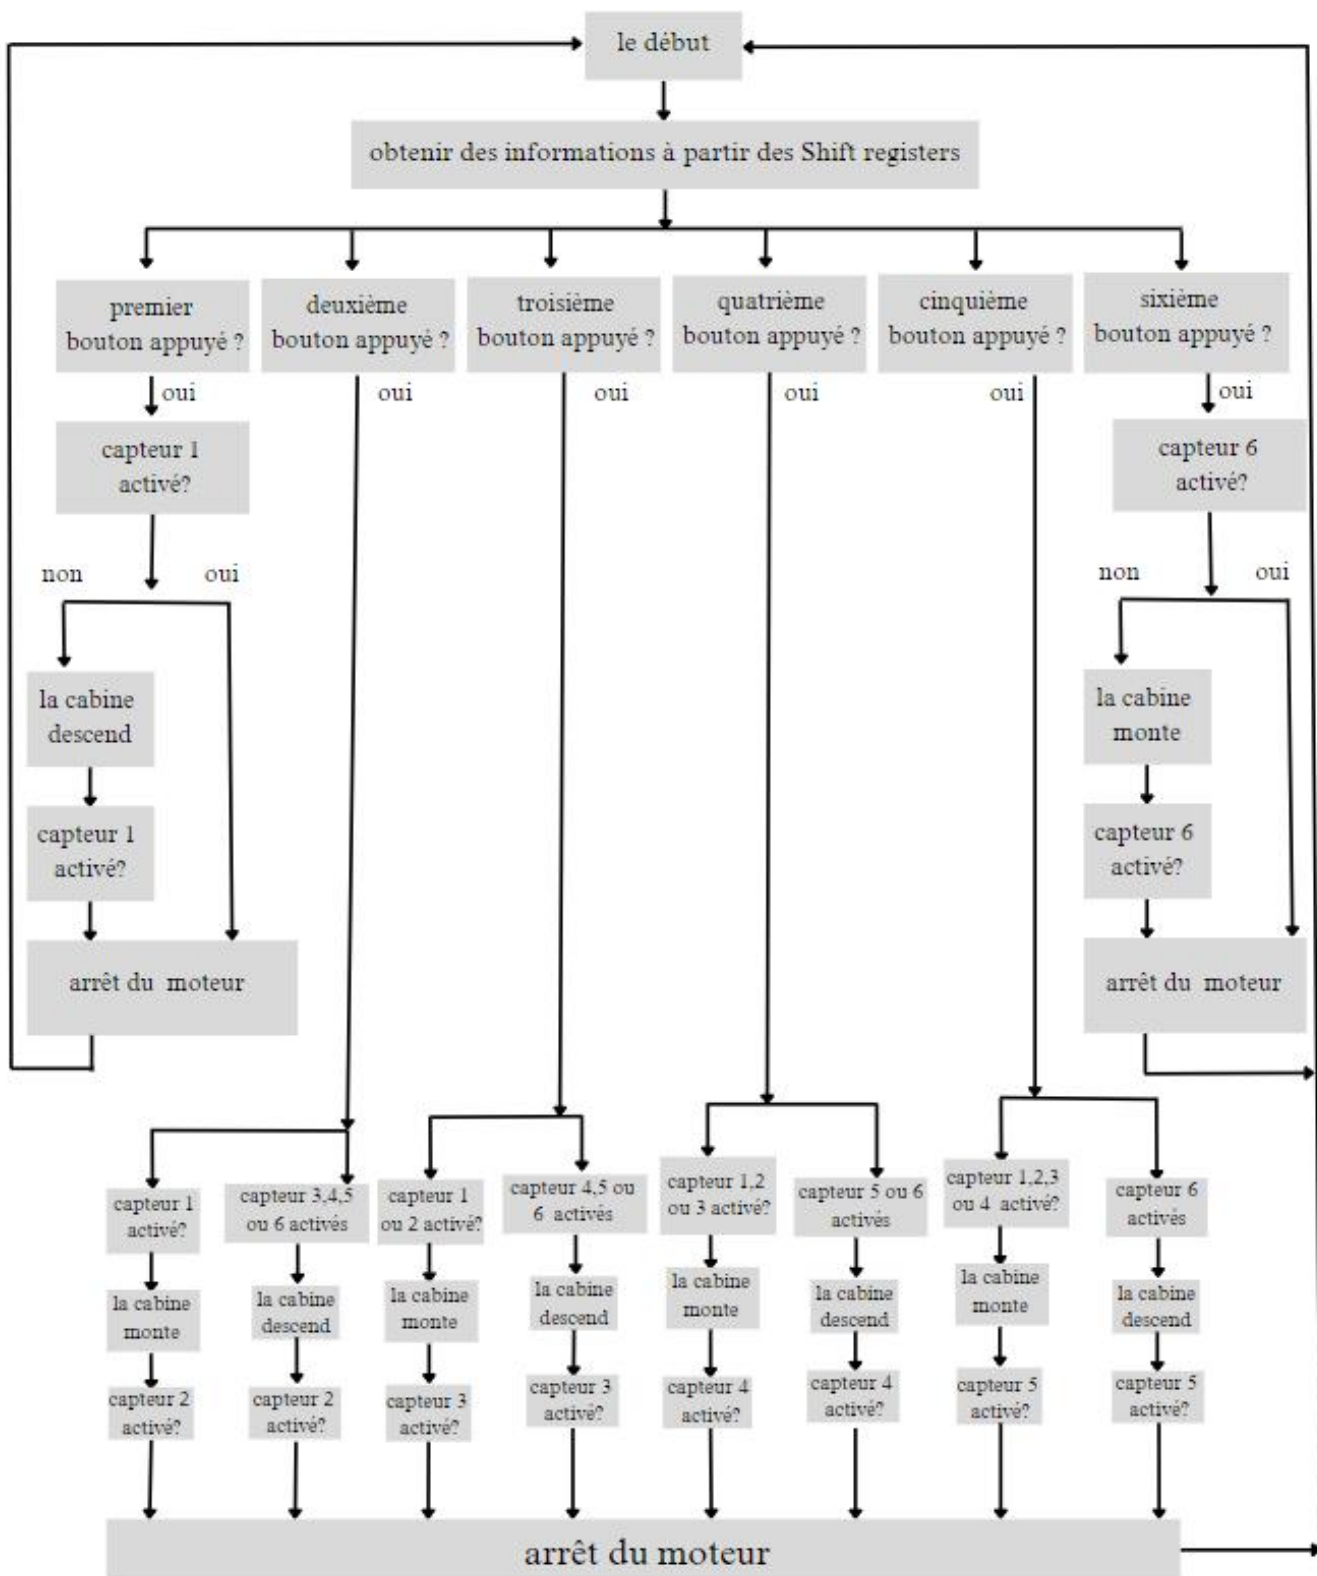 le début
obtenir des informations à partir des Shift registers
premier
bouton appuyé ?
deuxième
bouton appuyé ?
troisième
bouton appuyé ?
quatrième
bouton appuyé ?
cinquième
bouton appuyé ?
sixième
bouton appuyé ?
oui
oui
oui
oui
oui
oui
capteur 1
activé?
capteur 6
activé?
non
oui
non
oui
la cabine
descend
la cabine
monte
capteur 1
activé?
capteur 6
activé?
arrêt du moteur
arrêt du moteur
capteur 1
activé?
capteur 3,4,5
ou 6 activés
capteur 1
ou 2 activé?
capteur 4,5 ou
6 activés
capteur 1,2
ou 3 activé?
capteur 5 ou 6
activés
capteur 1,2,3
ou 4 activé?
capteur 6
activés
la cabine
monte
la cabine
descend
la cabine
monte
la cabine
descend
la cabine
monte
la cabine
descend
la cabine
monte
la cabine
descend
capteur 2
activé?
capteur 2
activé?
capteur 3
activé?
capteur 3
activé?
capteur 4
activé?
capteur 4
activé?
capteur 5
activé?
capteur 5
activé?
arrêt du moteur